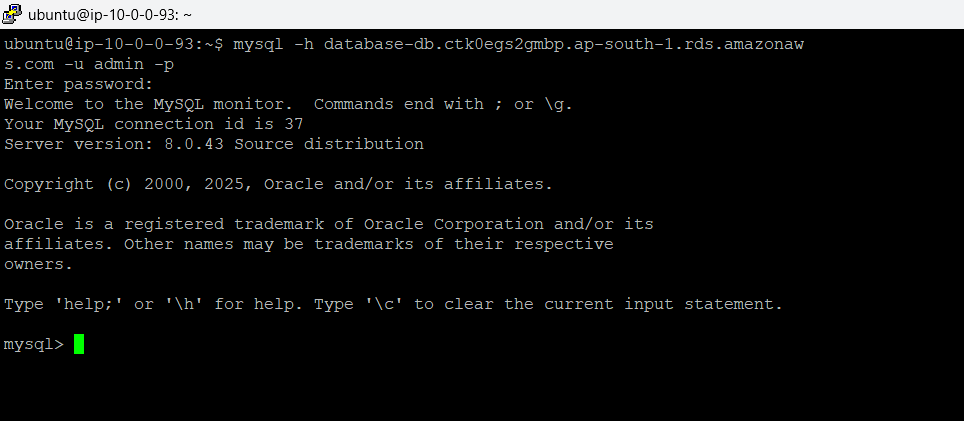 ubuntu@ip-10-0-0-93: ~
ubuntu@ip-10-0-0-93:~$ mysql -h database-db.ctk0egs2gmbp.ap-south-1.rds.amazonaw
s.com -u admin -p
Enter password:
Welcome to the MySQL monitor.  Commands end with ; or \g.
Your MySQL connection id is 37
Server version: 8.0.43 Source distribution
Copyright (c) 2000, 2025, Oracle and/or its affiliates.
Oracle is a registered trademark of Oracle Corporation and/or its
affiliates. Other names may be trademarks of their respective
owners.
Type 'help;' or '\h' for help. Type '\c' to clear the current input statement.
mysql>